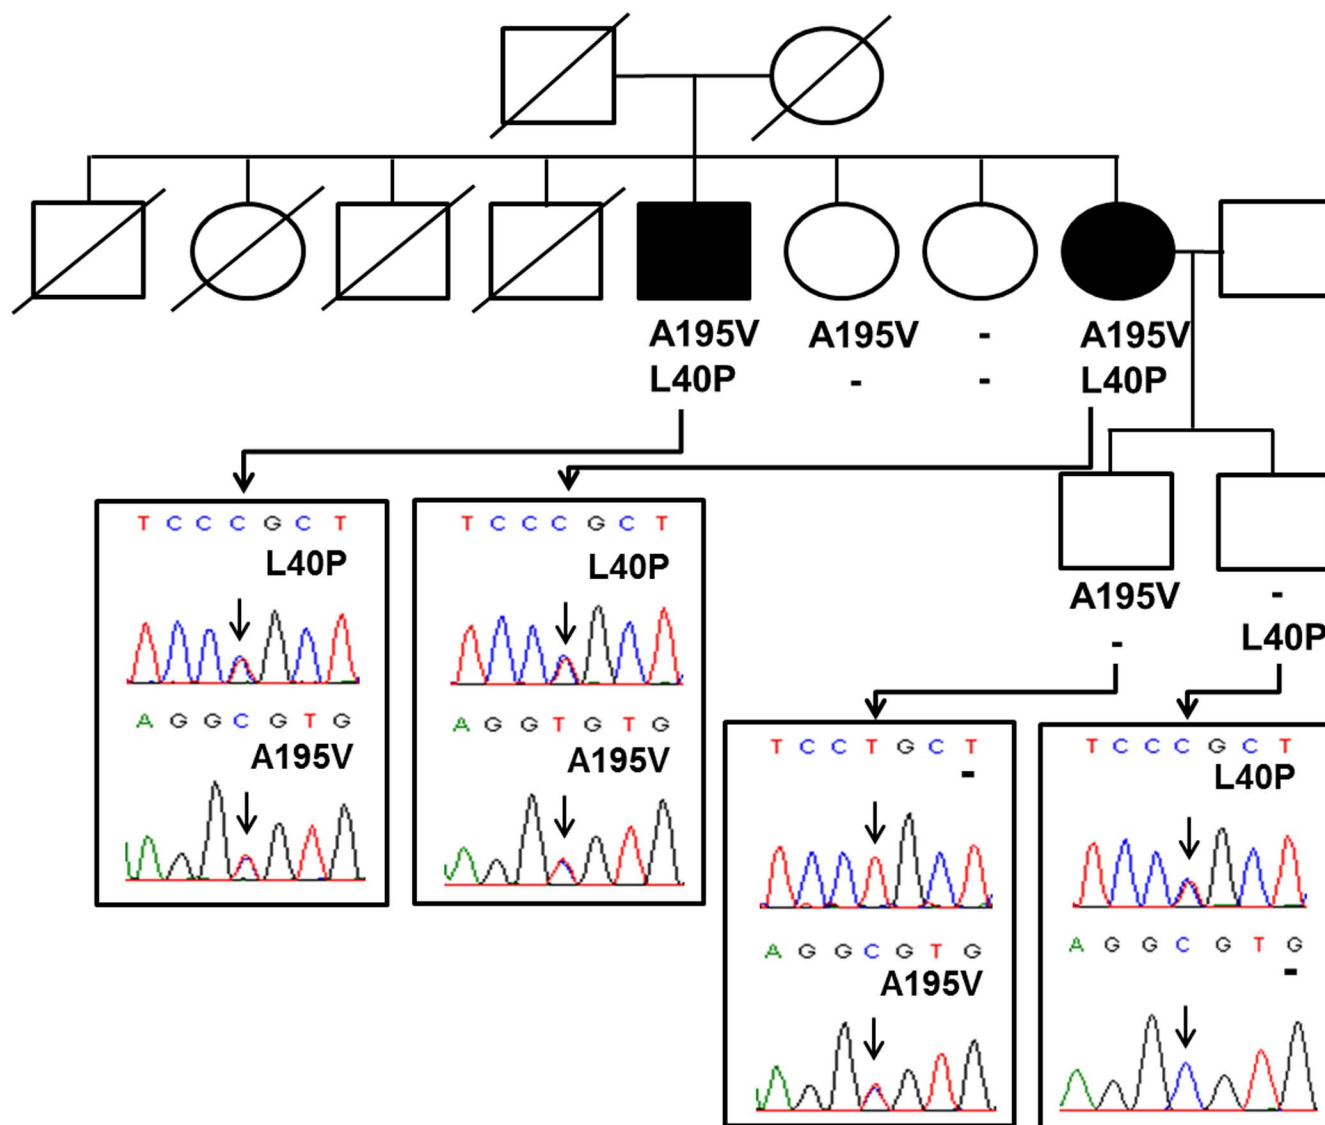 A195V A195V - A195V
L40P - - L40P
T C C C G C T
L40P
A G G C G T G
A195V
T C C C G C T
L40P
A G G T G T G
A195V
A195V -
- L40P
T C C T G C T
-
A G G C G T G
A195V
T C C C G C T
L40P
A G G C G T G
-